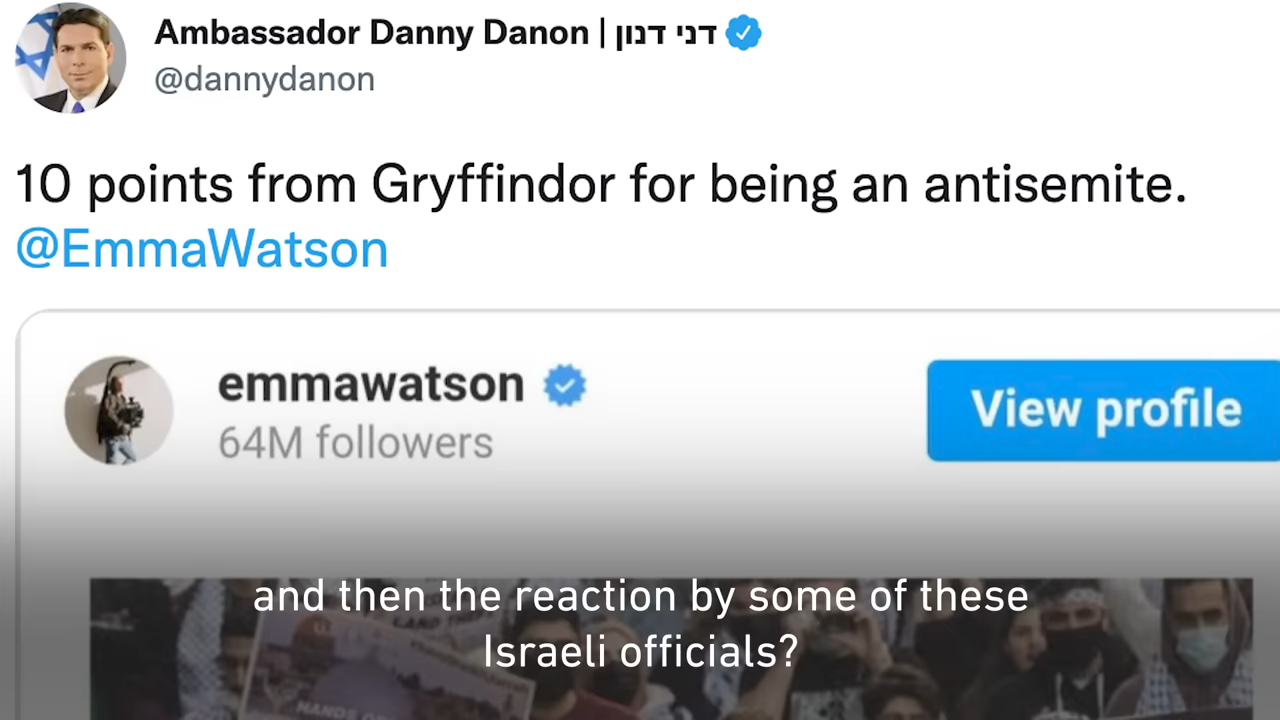 Ambassador Danny Danon | דני דנון
@dannydanon
10 points from Gryffindor for being an antisemite.
@EmmaWatson
emmawatson
64M followers
View profile
and then the reaction by some of these
Israeli officials?
HANDS